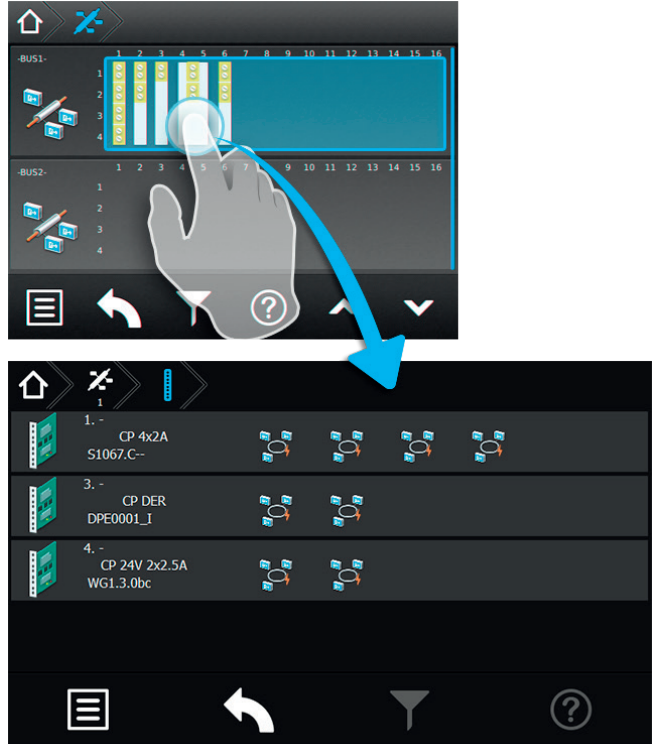 -BUS1-
1 2 3 4 5 6 7 8 9 10 11 12 13 14 15 16
1
2
3
4
-BUS2-
1 2 3 4 5 6 7 8 9 10 11 12 13 14 15 16
1
2
3
4
?
1
1. -
CP 4x2A
S1067.C--
3. -
CP DER
DPE0001_I
4. -
CP 24V 2x2.5A
WG1.3.0bc
?